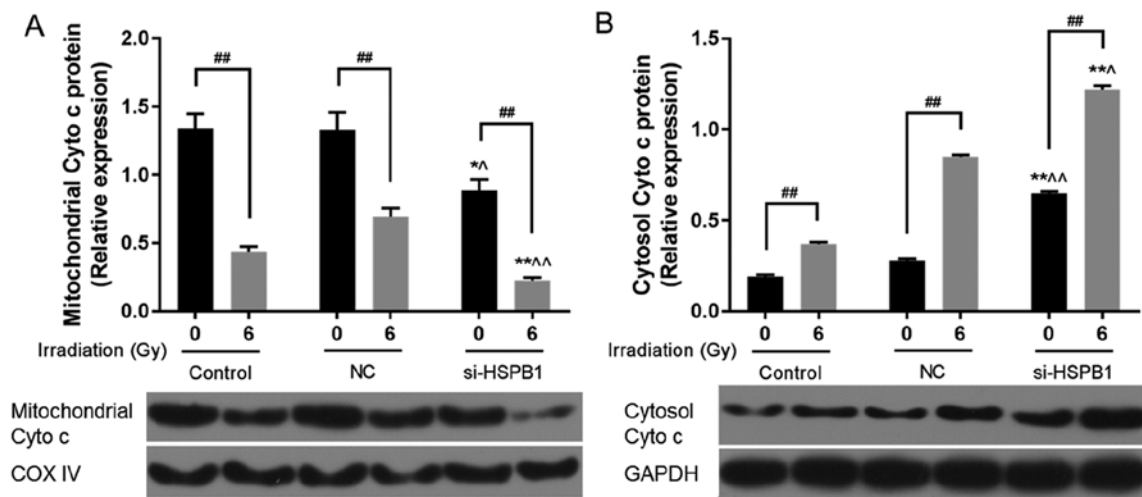 A
Mitochondrial Cyto c protein
(Relative expression)
2.0
1.5
1.0
0.5
0.0
##
##
##
*^
**^^
0 6 0 6 0 6
Irradiation (Gy)
Control NC si-HSPB1
Mitochondrial
Cyto c
COX IV
B
Cytosol Cyto c protein
(Relative expression)
1.5
1.0
0.5
0.0
##
##
##
**^^
**^
0 6 0 6 0 6
Irradiation (Gy)
Control NC si-HSPB1
Cytosol
Cyto c
GAPDH